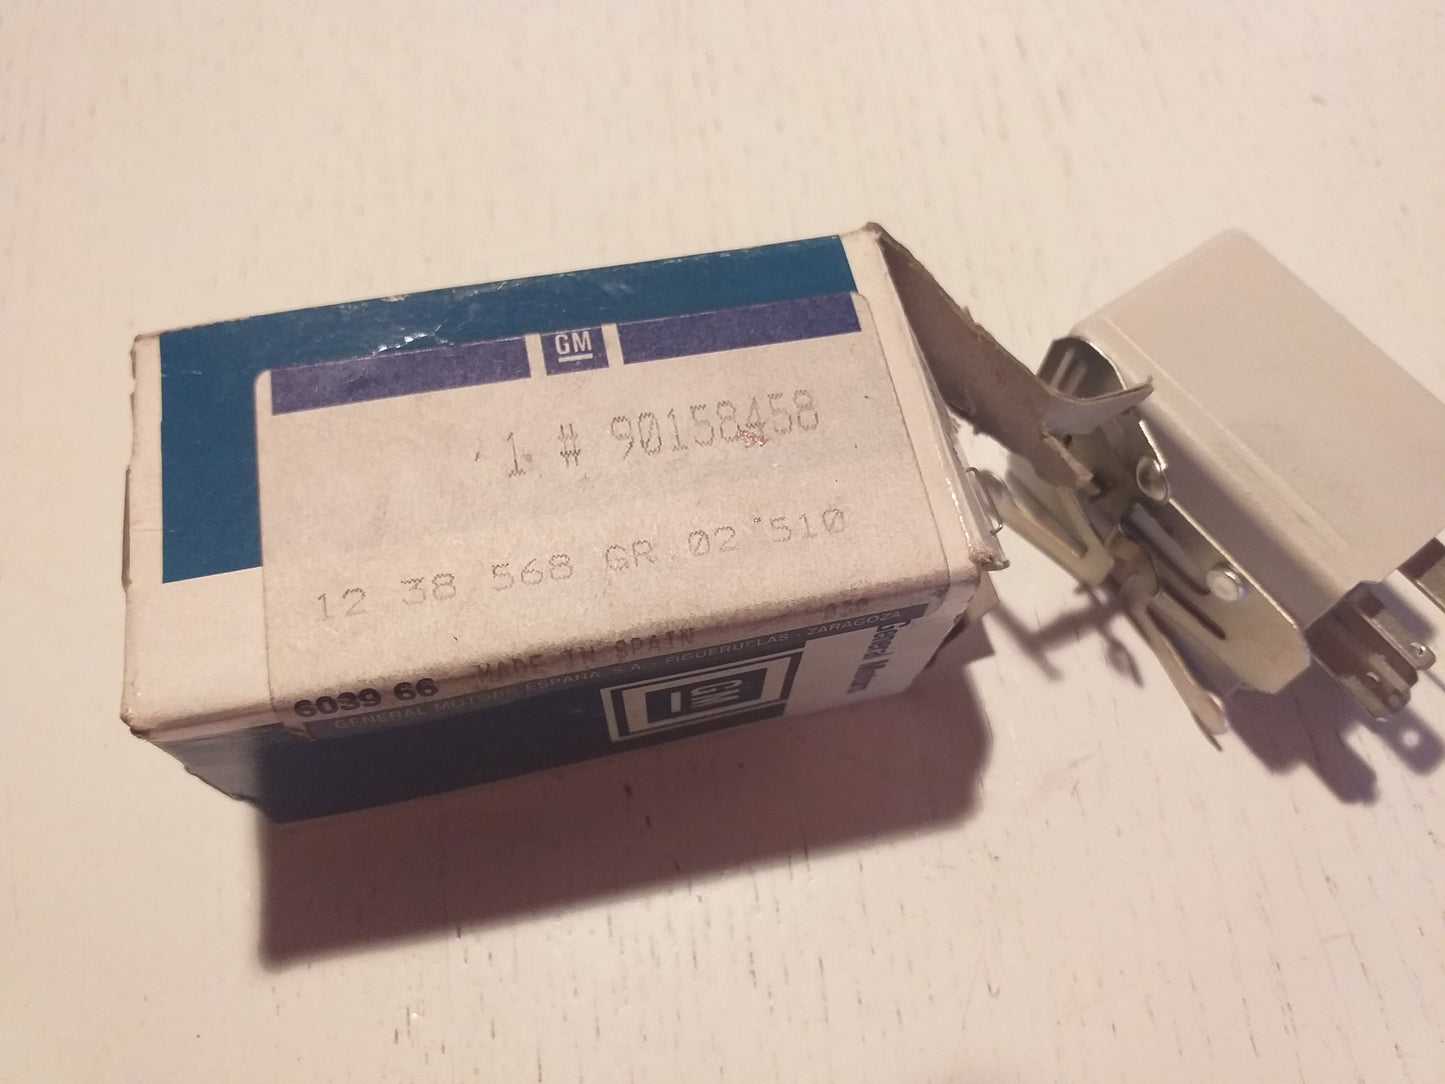 GM
1 # 90158458
12 38 568 GR 02 510
MADE IN SPAIN
6039 66
GENERAL MOTORS ESPAÑA, S.A. - FIGUERUELAS - ZARAGOZA
GM
General Motors